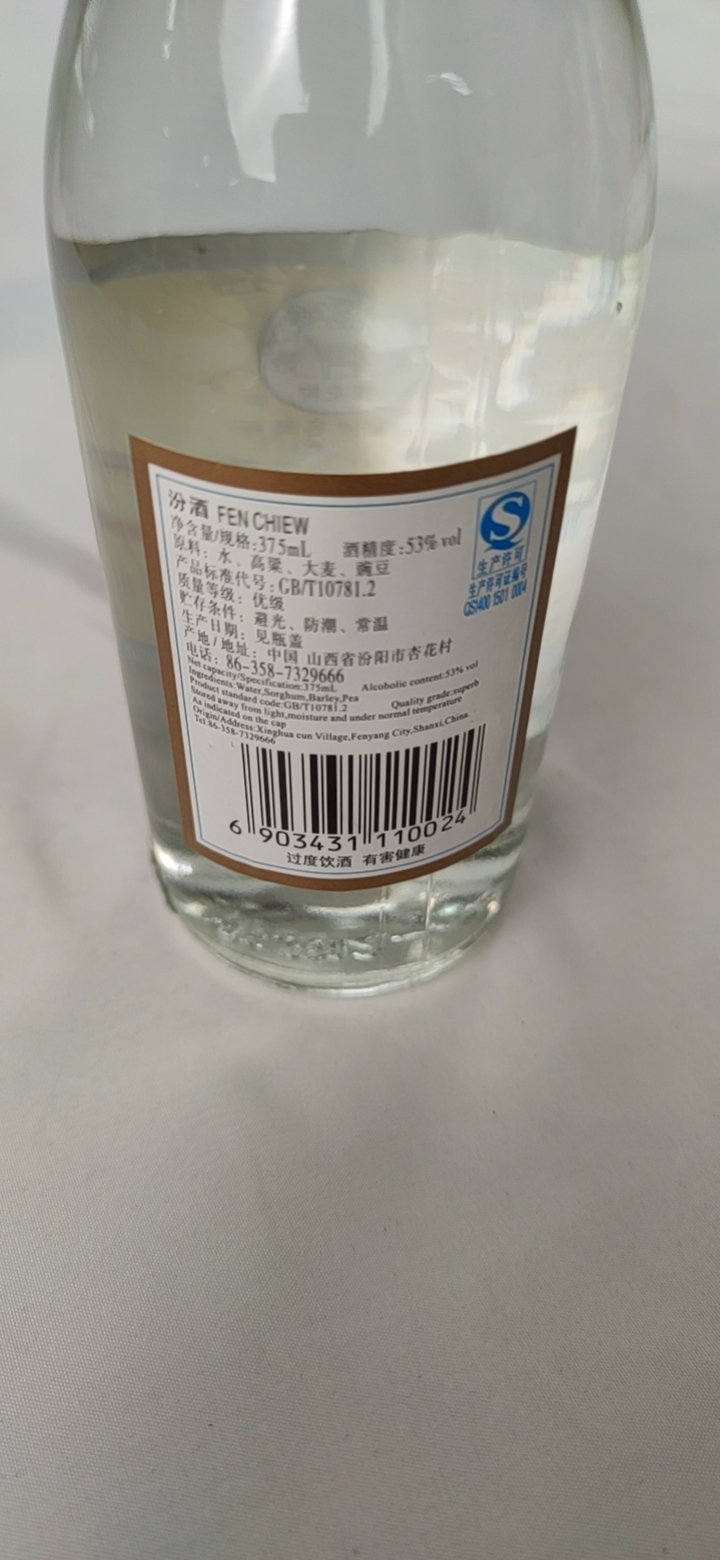 汾酒 FEN CHIEW
净含量/规格:375mL 酒精度:53%vol
原料：水、高粱、大麦、豌豆
产品标准代号:GB/T10781.2
质量等级：优级
贮存条件：避光、防潮、常温
生产日期：见瓶盖
产地/地址：中国 山西省汾阳市杏花村
电话：86-358-7329666
Net capacity/Specification:375mL Alcoholic content:53% vol
Ingredients:Water,Sorghum,Barley,Pea
Product standard code:GB/T10781.2 Quality grade:superb
Stored away from light,moisture and under normal temperature
As indicated on the cap
Origin/Address:Xinghua cun Village,Fenyang City,Shanxi,China.
Tel:86-358-7329666
生产许可
生产许可证编号
QS1400 1501 0004
6 903431 110024
过度饮酒 有害健康